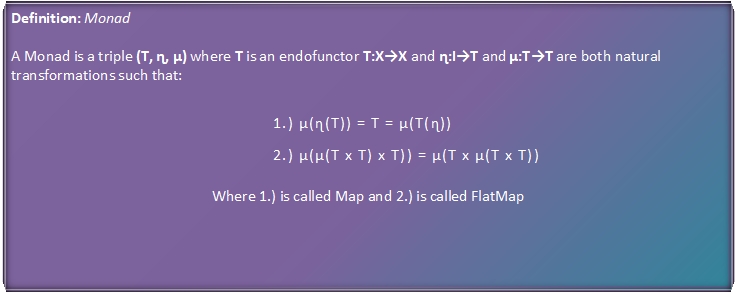 Definition: Monad
A Monad is a triple (T, η, μ) where T is an endofunctor T:X→X and η:I→T and μ:T→T are both natural
transformations such that:
1.) μ(η(T)) = T = μ(T(η))
2.) μ(μ(T x T) x T)) = μ(T x μ(T x T))
Where 1.) is called Map and 2.) is called FlatMap